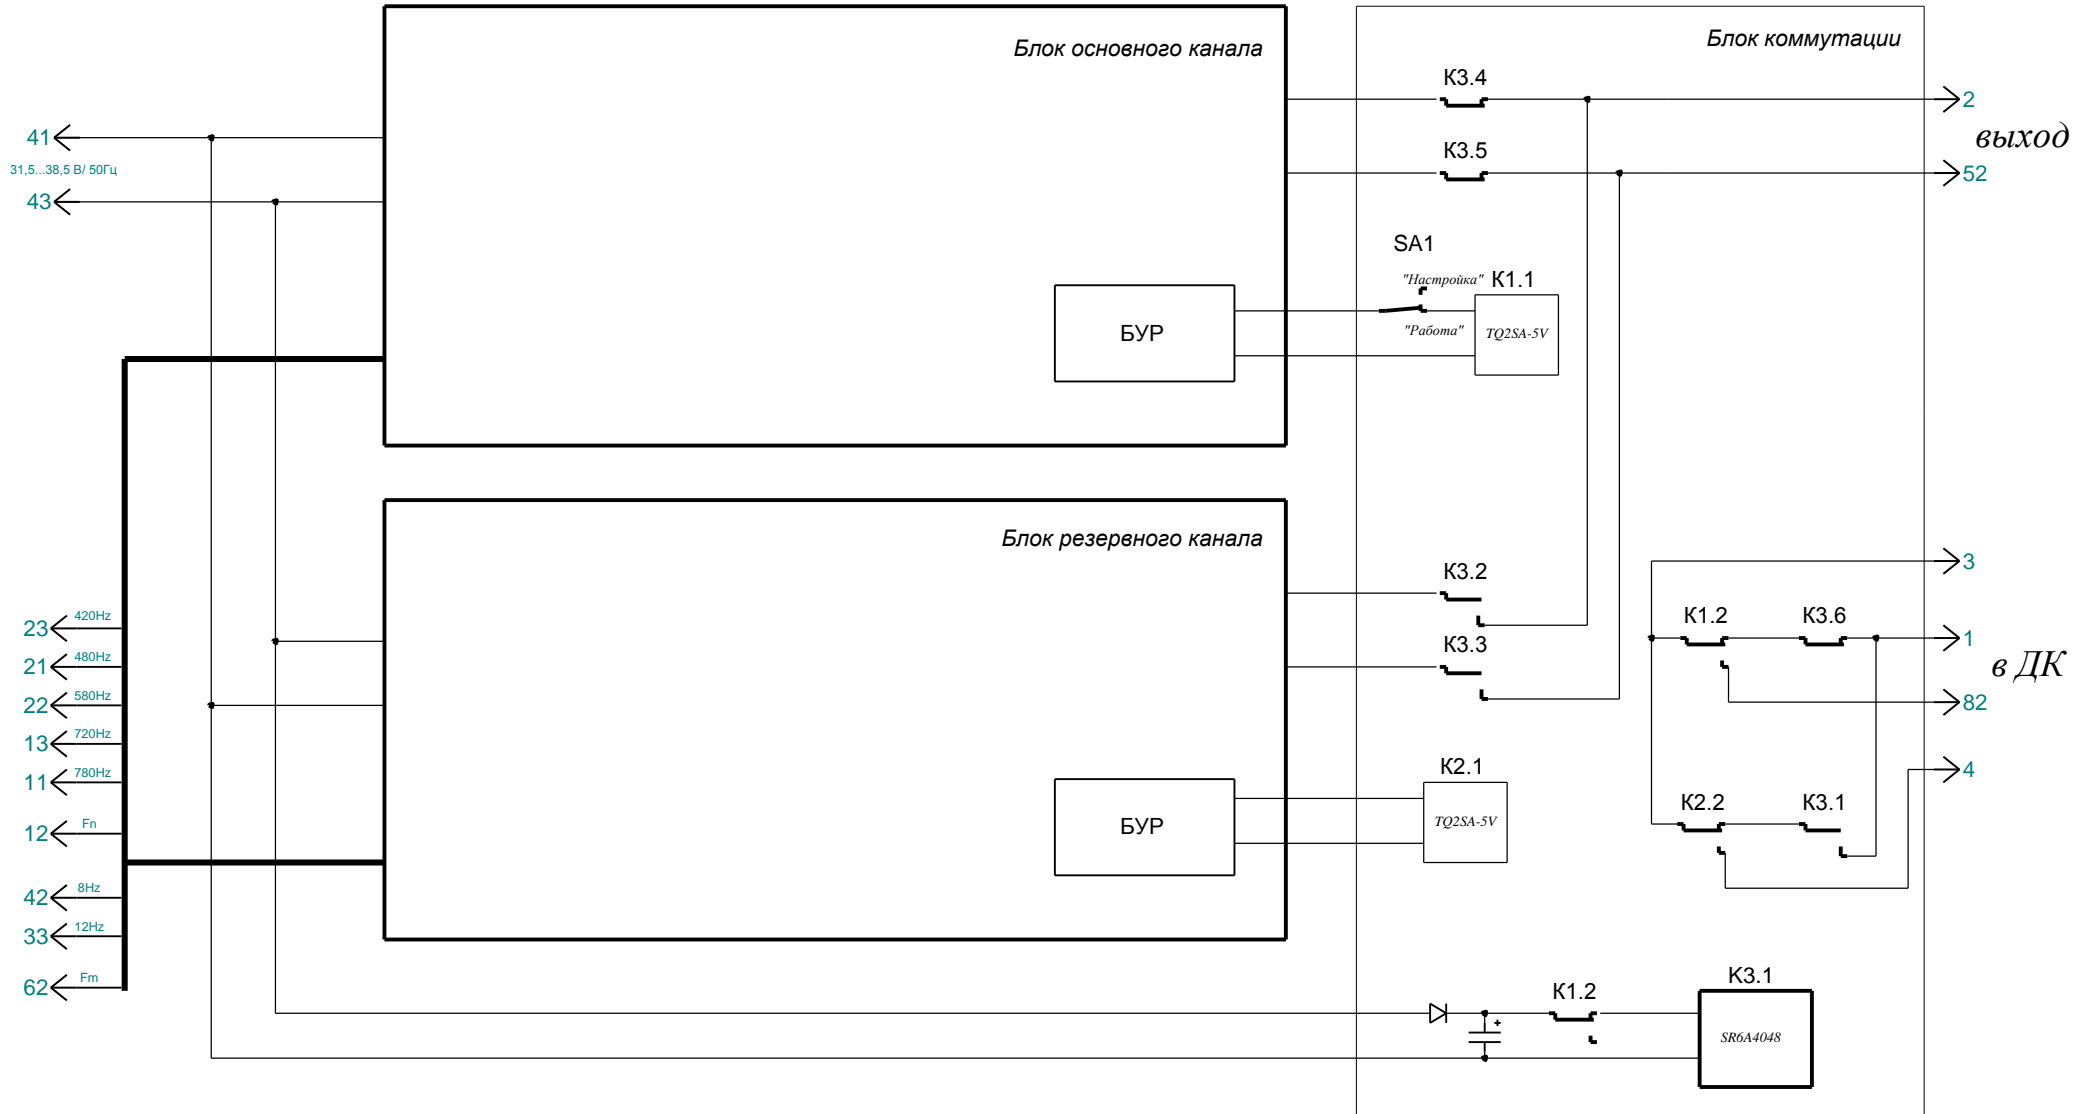 Блок основного канала
Блок коммутации
К3.4
2
41
выход
31,5...38,5 В/ 50Гц
К3.5
52
43
SA1
"Настройка"
К1.1
БУР
"Работа"
TQ2SA-5V
Блок резервного канала
3
К3.2
23
420Hz
К1.2
К3.6
1
К3.3
21
480Hz
в ДК
22
580Hz
82
13
720Hz
К2.1
4
11
780Hz
К2.2
К3.1
12
Fn
БУР
TQ2SA-5V
42
8Hz
33
12Hz
62
Fm
К1.2
К3.1
SR6A4048
+